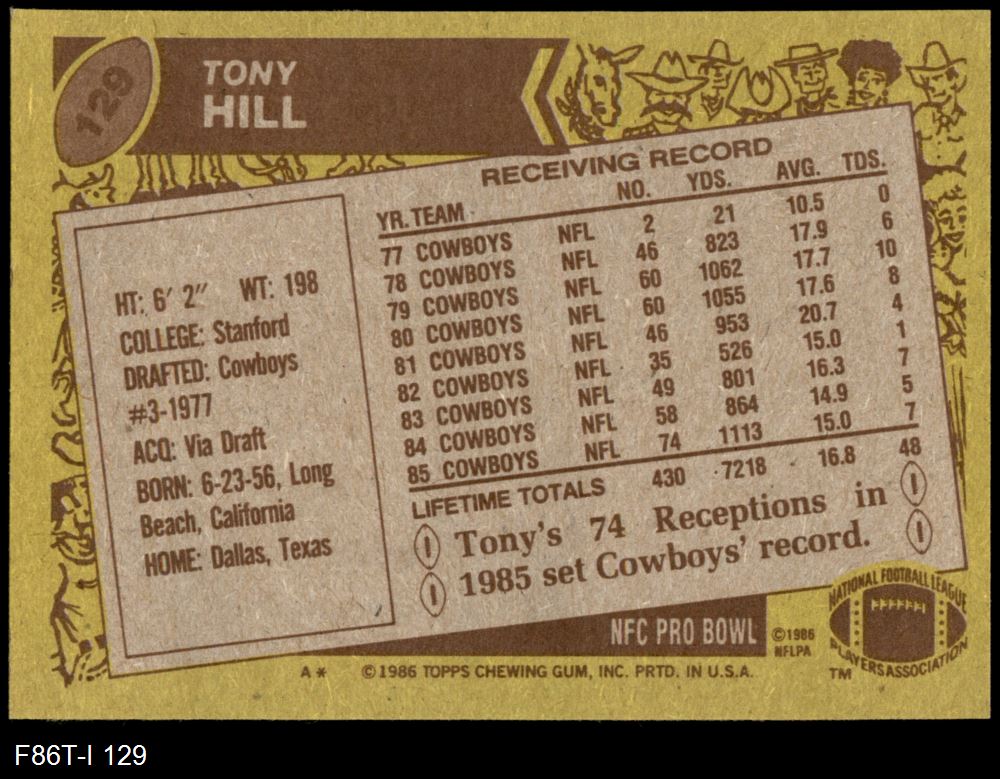 129
TONY
HILL
RECEIVING RECORD
YR. TEAM NO. YDS. AVG. TDS.
77 COWBOYS NFL 2 21 10.5 0
78 COWBOYS NFL 46 823 17.9 6
79 COWBOYS NFL 60 1062 17.7 10
80 COWBOYS NFL 60 1055 17.6 8
81 COWBOYS NFL 46 953 20.7 4
82 COWBOYS NFL 35 526 15.0 1
83 COWBOYS NFL 49 801 16.3 7
84 COWBOYS NFL 58 864 14.9 5
85 COWBOYS NFL 74 1113 15.0 7
LIFETIME TOTALS 430 7218 16.8 48
HT: 6' 2" WT: 198
COLLEGE: Stanford
DRAFTED: Cowboys
#3-1977
ACQ: Via Draft
BORN: 6-23-56, Long
Beach, California
HOME: Dallas, Texas
Tony's 74 Receptions in
1985 set Cowboys' record.
NFC PRO BOWL
©1986
NFLPA
NATIONAL FOOTBALL LEAGUE
PLAYERS ASSOCIATION
TM
A* ©1986 TOPPS CHEWING GUM, INC. PRTD. IN U.S.A.
F86T-I 129